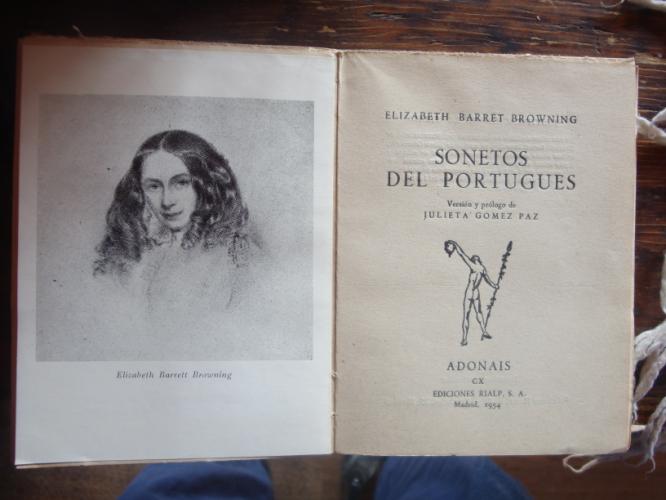 Elizabeth Barrett Browning
ELIZABETH BARRET BROWNING
SONETOS
DEL PORTUGUES
Versión y prólogo de
JULIETA GOMEZ PAZ
ADONAIS
CX
EDICIONES RIALP, S. A.
Madrid, 1954